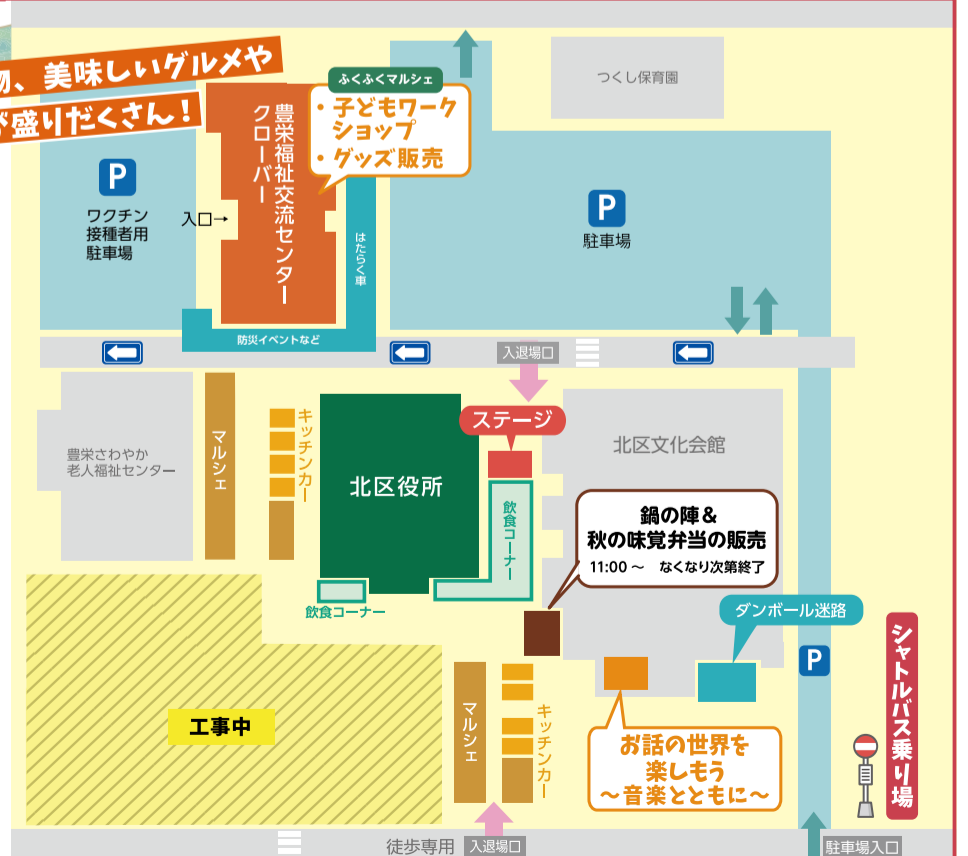 物、美味しいグルメや
盛りだくさん!
ふくふくマルシェ
・子どもワーク
ショップ
・グッズ販売
つくし保育園
豊栄福祉交流センター
クローバー
P
ワクチン
接種者用
駐車場
入口→
はたらく車
P
駐車場
防災イベントなど
入退場口
豊栄さわやか
老人福祉センター
マルシェ
キッチンカー
北区役所
ステージ
飲食コーナー
北区文化会館
鍋の陣&
秋の味覚弁当の販売
11:00～ なくなり次第終了
飲食コーナー
ダンボール迷路
P
シャトルバス乗り場
工事中
マルシェ
キッチンカー
お話の世界を
楽しもう
～音楽とともに～
徒歩専用 入退場口
駐車場入口